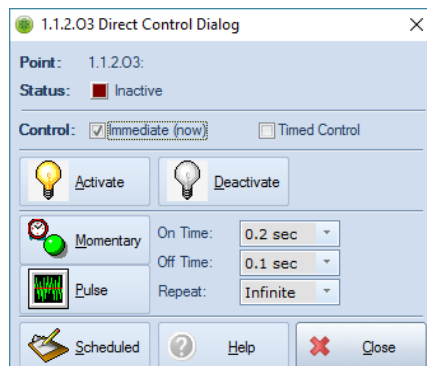 1.1.2.O3 Direct Control Dialog
Point: 1.1.2.O3:
Status: Inactive
Control: Immediate (now) Timed Control
Activate Deactivate
Momentary On Time: 0.2 sec
Off Time: 0.1 sec
Pulse Repeat: Infinite
Scheduled Help Close